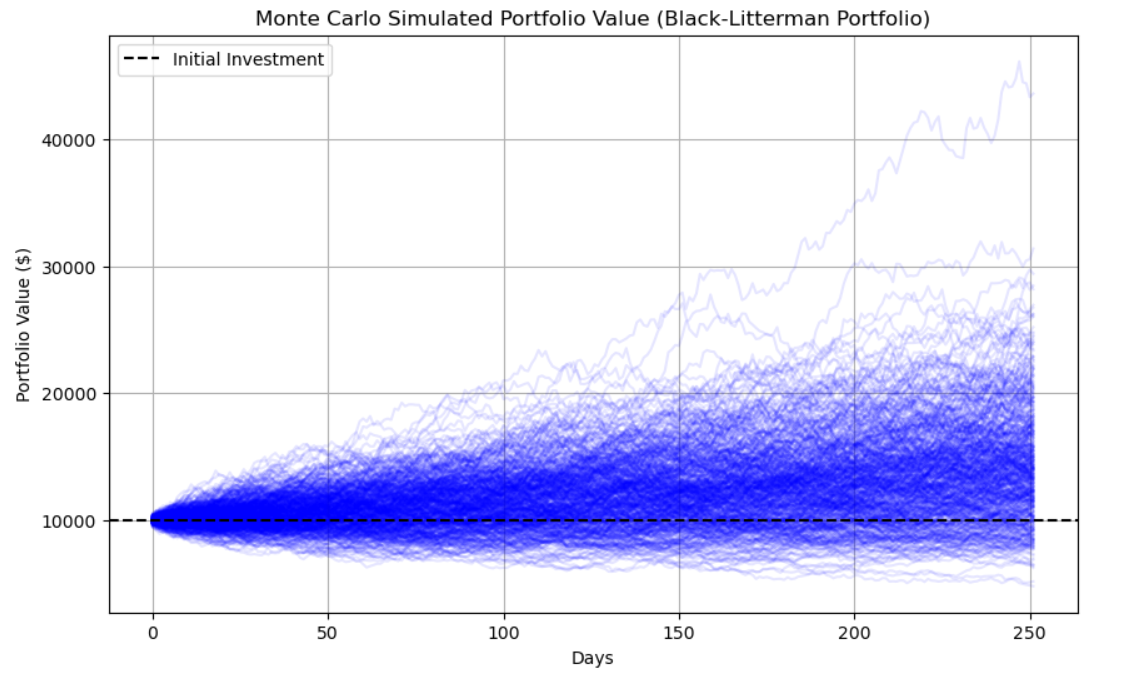 Monte Carlo Simulated Portfolio Value (Black-Litterman Portfolio)
Initial Investment
40000
30000
20000
10000
Portfolio Value ($)
0 50 100 150 200 250
Days